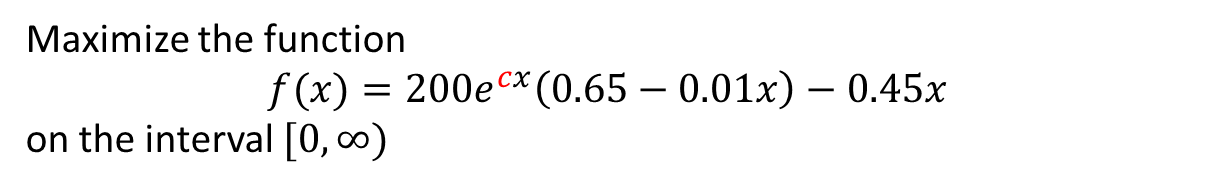 Maximize the function
𝑓(𝑥) = 200𝑒^{𝑐𝑥}(0.65 − 0.01𝑥) − 0.45𝑥
on the interval [0, ∞)